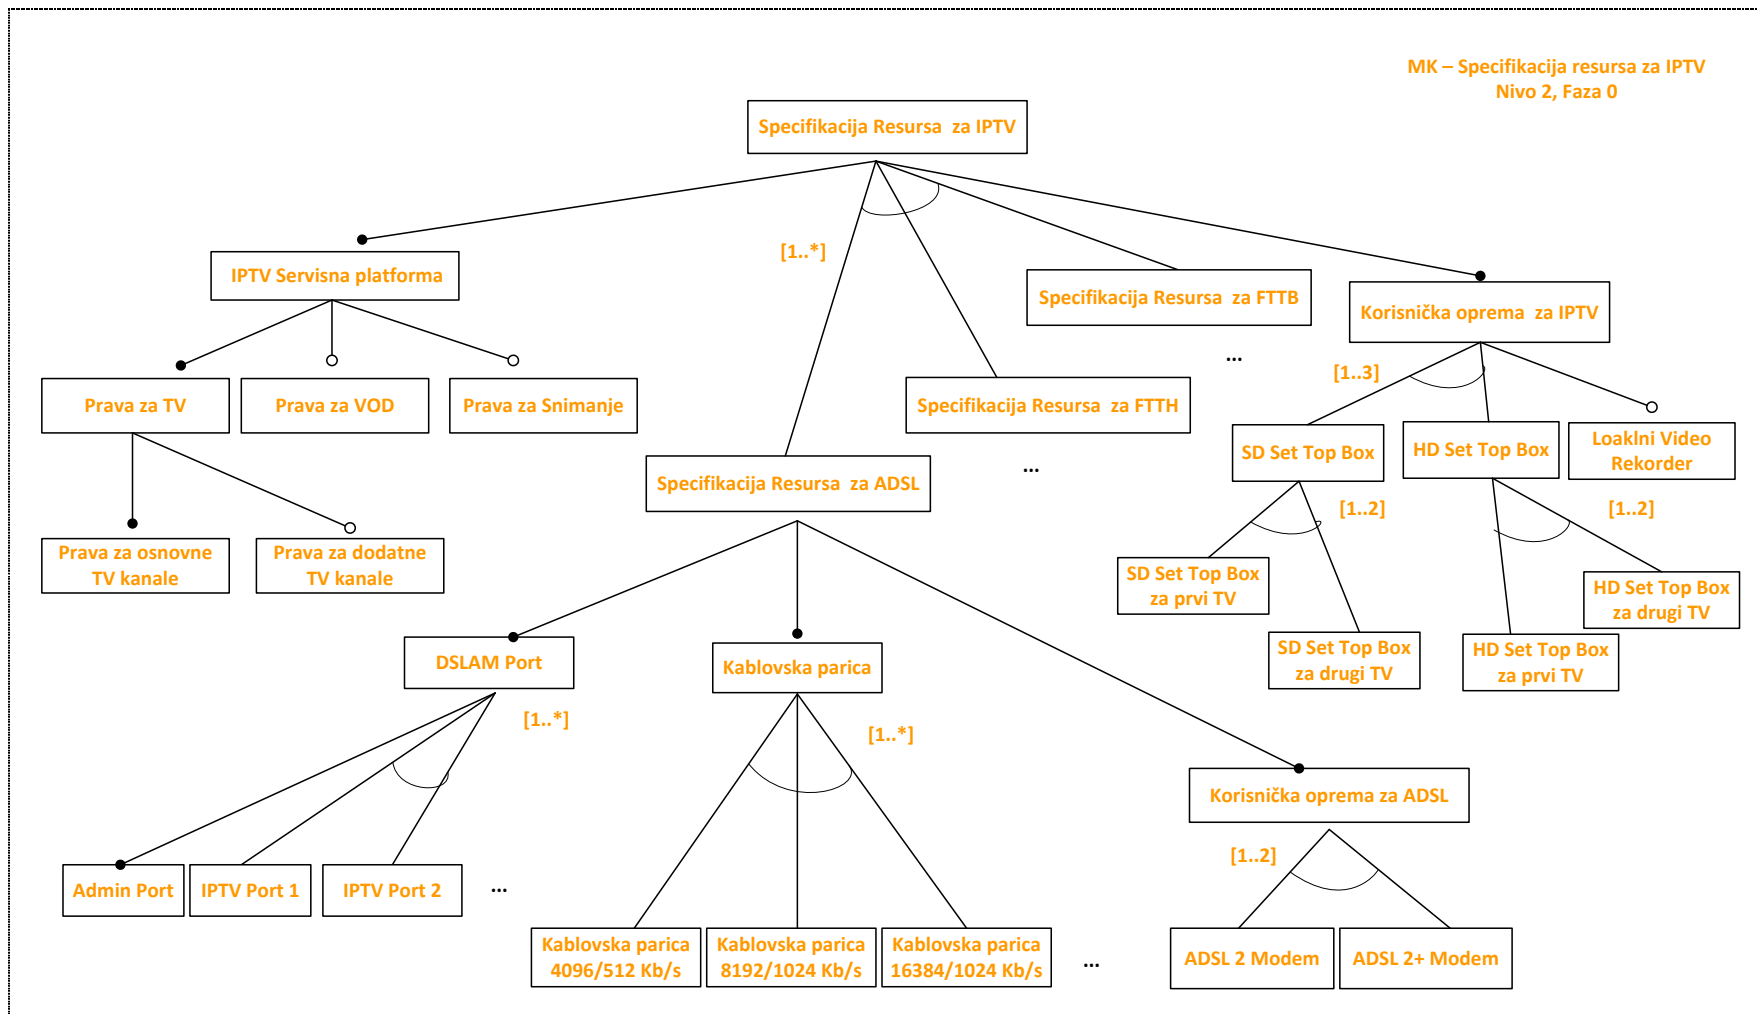 MK – Specifikacija resursa za IPTV
Nivo 2, Faza 0
Specifikacija Resursa za IPTV
[1..*]
IPTV Servisna platforma
Specifikacija Resursa za FTTB
Korisnička oprema za IPTV
...
[1..3]
Prava za TV
Prava za VOD
Prava za Snimanje
Specifikacija Resursa za FTTH
SD Set Top Box
HD Set Top Box
Loaklni Video
Rekorder
...
Specifikacija Resursa za ADSL
[1..2]
[1..2]
Prava za osnovne
TV kanale
Prava za dodatne
TV kanale
SD Set Top Box
za prvi TV
HD Set Top Box
za drugi TV
SD Set Top Box
za drugi TV
HD Set Top Box
za prvi TV
DSLAM Port
Kablovska parica
[1..*]
[1..*]
Korisnička oprema za ADSL
[1..2]
Admin Port
IPTV Port 1
IPTV Port 2
...
Kablovska parica
4096/512 Kb/s
Kablovska parica
8192/1024 Kb/s
Kablovska parica
16384/1024 Kb/s
...
ADSL 2 Modem
ADSL 2+ Modem